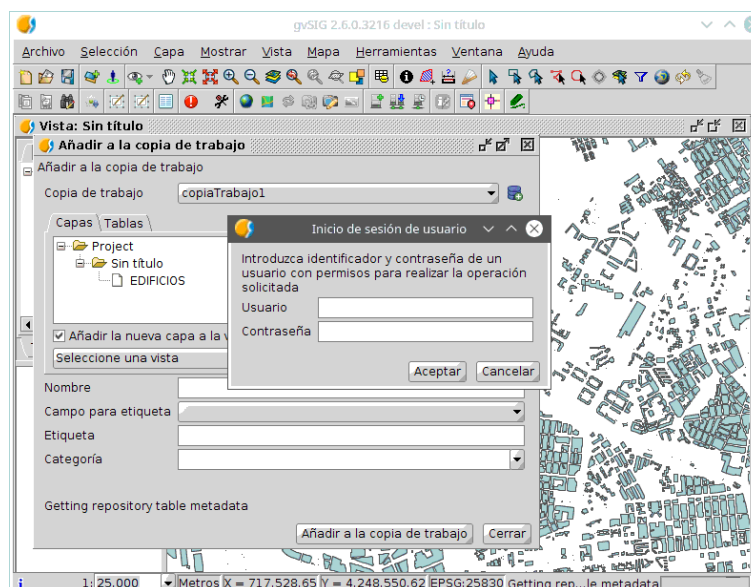 gvSIG 2.6.0.3216 devel : Sin título
Archivo Selección Capa Mostrar Vista Mapa Herramientas Ventana Ayuda
Vista: Sin título
Añadir a la copia de trabajo
Añadir a la copia de trabajo
Copia de trabajo copiaTrabajo1
Capas Tablas
Project
Sin título
EDIFICIOS
Añadir la nueva capa a la v
Seleccione una vista
Inicio de sesión de usuario
Introduzca identificador y contraseña de un
usuario con permisos para realizar la operación
solicitada
Usuario
Contraseña
Aceptar Cancelar
Nombre
Campo para etiqueta
Etiqueta
Categoría
Getting repository table metadata
Añadir a la copia de trabajo Cerrar
1: 25.000 Metros X = 717.528,65 Y = 4.248.550,62 EPSG:25830 Getting rep...le metadata